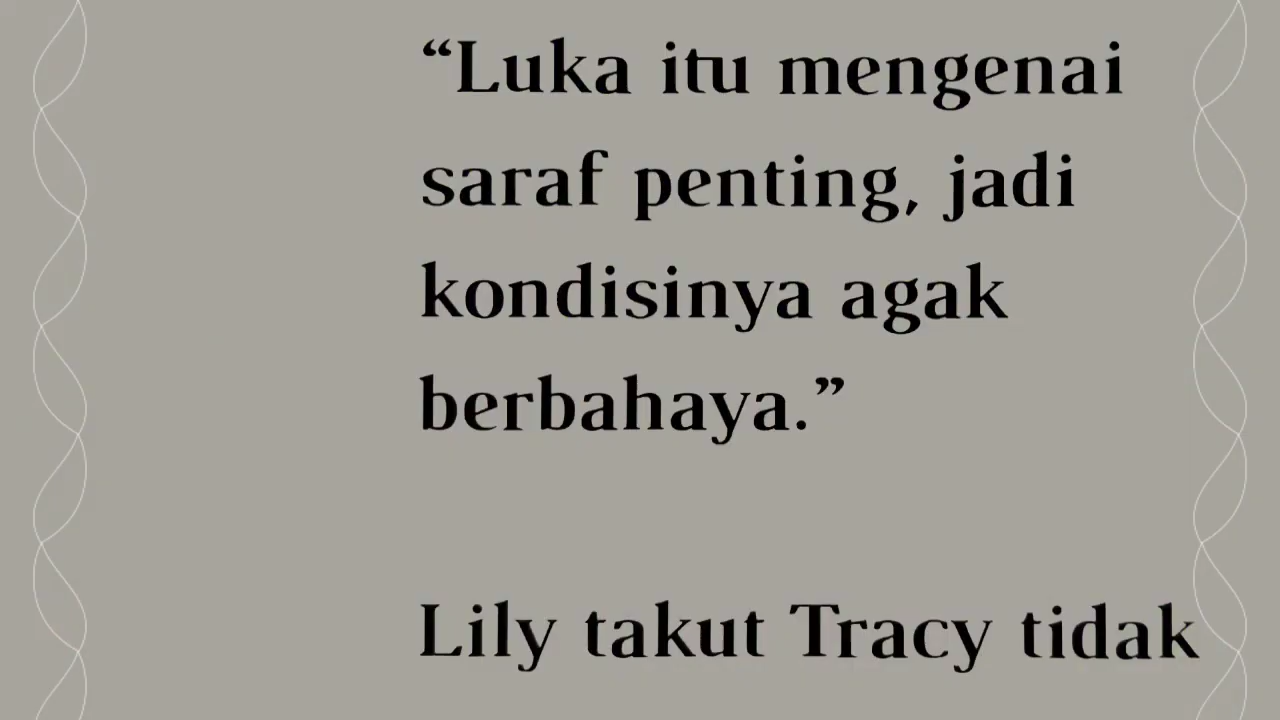 “Luka itu mengenai
saraf penting, jadi
kondisinya agak
berbahaya.”
Lily takut Tracy tidak